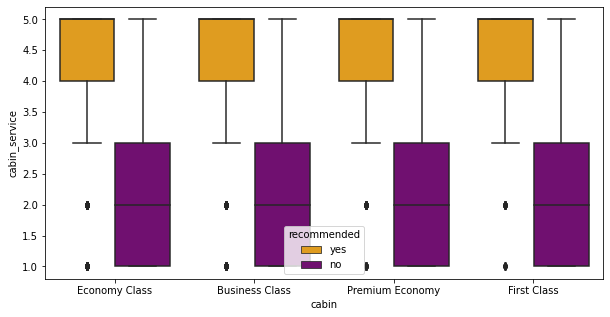 5.0
4.5
4.0
3.5
3.0
2.5
2.0
1.5
1.0
cabin_service
recommended
yes
no
Economy Class Business Class Premium Economy First Class
cabin